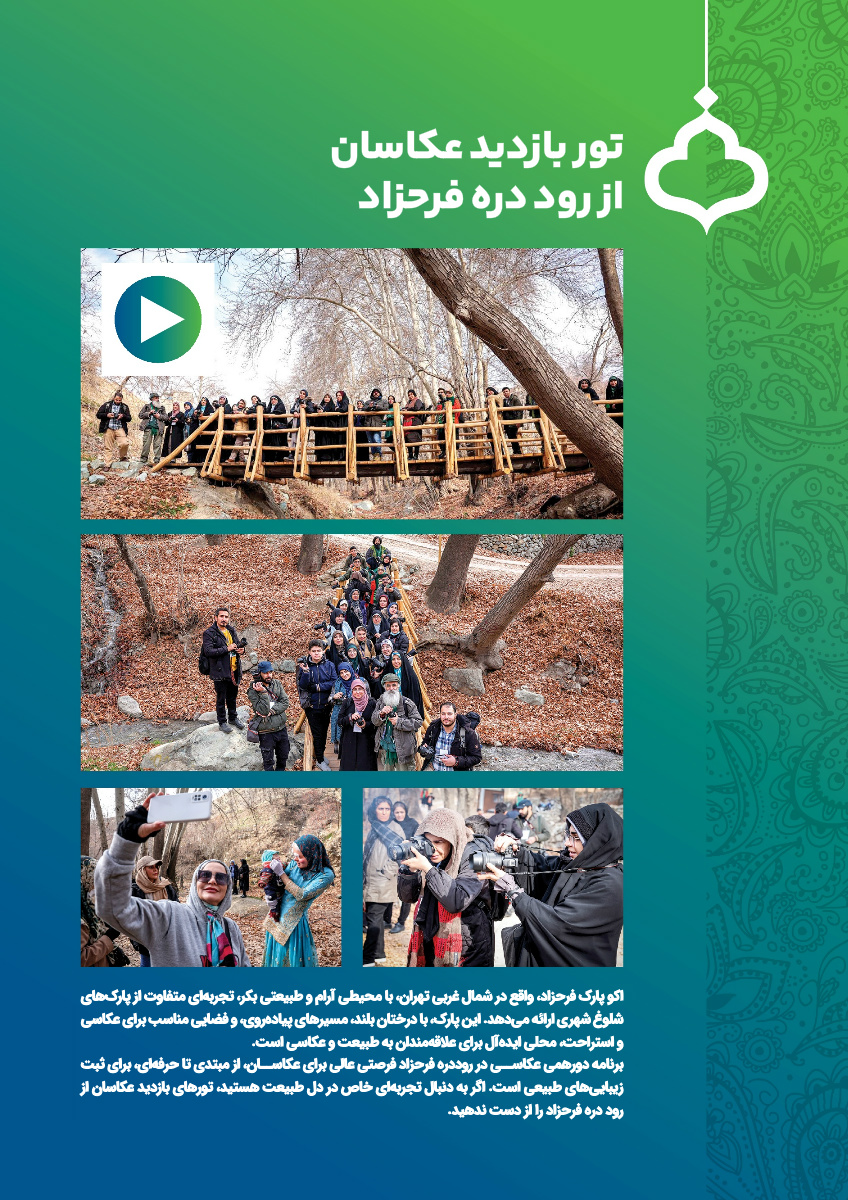 تور بازدید عکاسان
از رود دره فرحزاد
اکو پارک فرحزاد، واقع در شمال غربی تهران، با محیطی آرام و طبیعتی بکر، تجربه‌ای متفاوت از پارک‌های
شلوغ شهری ارائه می‌دهد. این پارک، با درختان بلند، مسیرهای پیاده‌روی، و فضایی مناسب برای عکاسی
و استراحت، محلی ایده‌آل برای علاقه‌مندان به طبیعت و عکاسی است.
برنامه دورهمی عکاســـی در روددره فرحزاد فرصتی عالی برای عکاســـان، از مبتدی تا حرفه‌ای، برای ثبت
زیبایی‌های طبیعی است. اگر به دنبال تجربه‌ای خاص در دل طبیعت هستید، تورهای بازدید عکاسان از
رود دره فرحزاد را از دست ندهید.